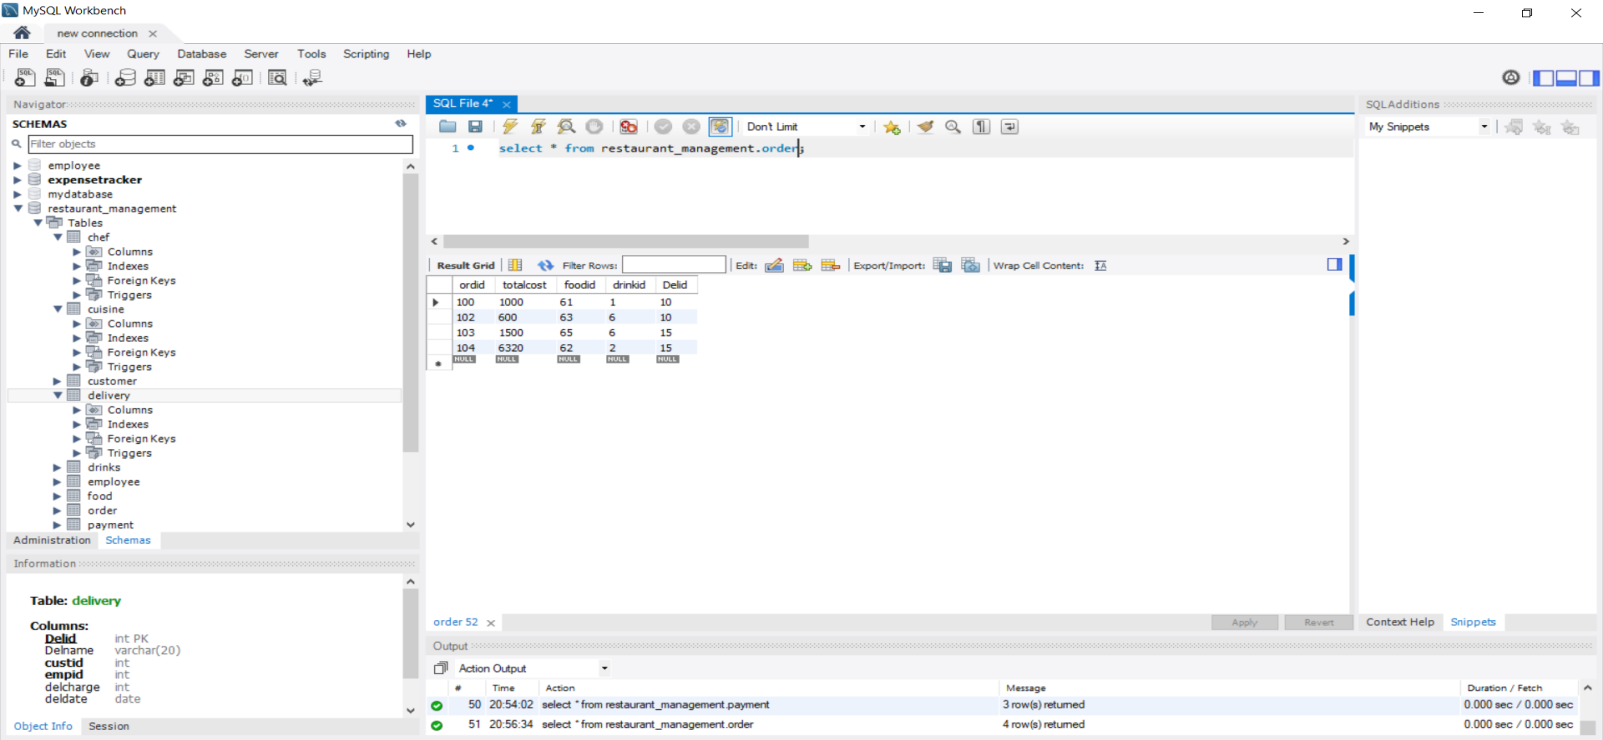 MySQL Workbench
new connection
File Edit View Query Database Server Tools Scripting Help
Navigator
SCHEMAS
Filter objects
employee
expensetracker
mydatabase
restaurant_management
Tables
chef
Columns
Indexes
Foreign Keys
Triggers
cuisine
Columns
Indexes
Foreign Keys
Triggers
customer
delivery
Columns
Indexes
Foreign Keys
Triggers
drinks
employee
food
order
payment
Administration Schemas
Information
Table: delivery
Columns:
Delid int PK
Delname varchar(20)
custid int
empid int
delcharge int
deldate date
Object Info Session
SQL File 4*
Don't Limit
1 select * from restaurant_management.order;
Result Grid Filter Rows: Edit: Export/Import: Wrap Cell Content:
ordid totalcost foodid drinkid Delid
100 1000 61 1 10
102 600 63 6 10
103 1500 65 6 15
104 6320 62 2 15
NULL NULL NULL NULL NULL
order 52 Apply Revert
Output
Action Output
# Time Action Message Duration / Fetch
50 20:54:02 select * from restaurant_management.payment 3 row(s) returned 0.000 sec / 0.000 sec
51 20:56:34 select * from restaurant_management.order 4 row(s) returned 0.000 sec / 0.000 sec
SQLAdditions
My Snippets
Context Help Snippets